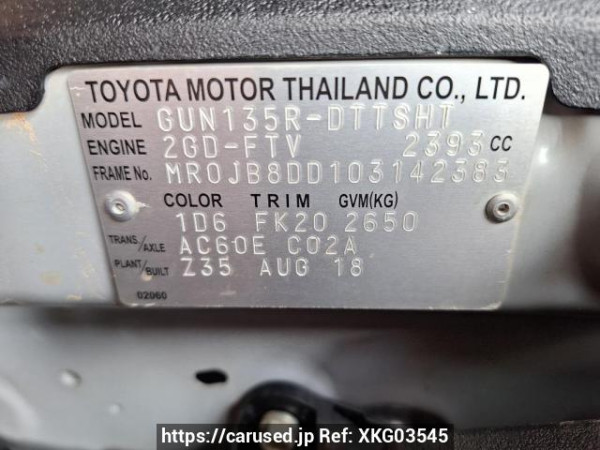 TOYOTA MOTOR THAILAND CO., LTD.
MODEL GUN135R-DTTSHT
ENGINE 2GD-FTV 2393 CC
FRAME No. MR0JB8DD103142383
COLOR TRIM GVM(KG)
1D6 FK20 2650
TRANS./AXLE AC60E C02A
PLANT/BUILT Z35 AUG 18
02060
https://carused.jp Ref: XKG03545